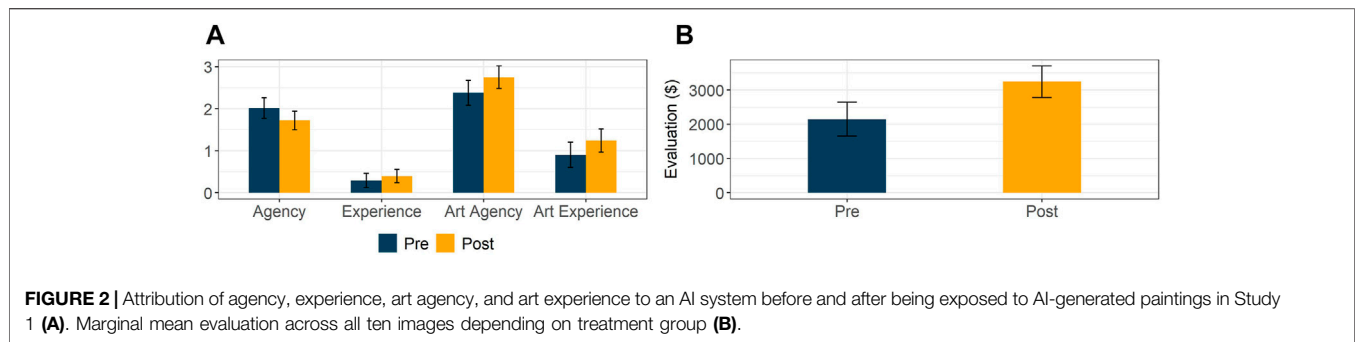 A
B
3
2
1
0
Agency
Experience
Art Agency
Art Experience
Pre
Post
Evaluation ($)
3000
2000
1000
0
Pre
Post
FIGURE 2 | Attribution of agency, experience, art agency, and art experience to an AI system before and after being exposed to AI-generated paintings in Study
1 (A). Marginal mean evaluation across all ten images depending on treatment group (B).